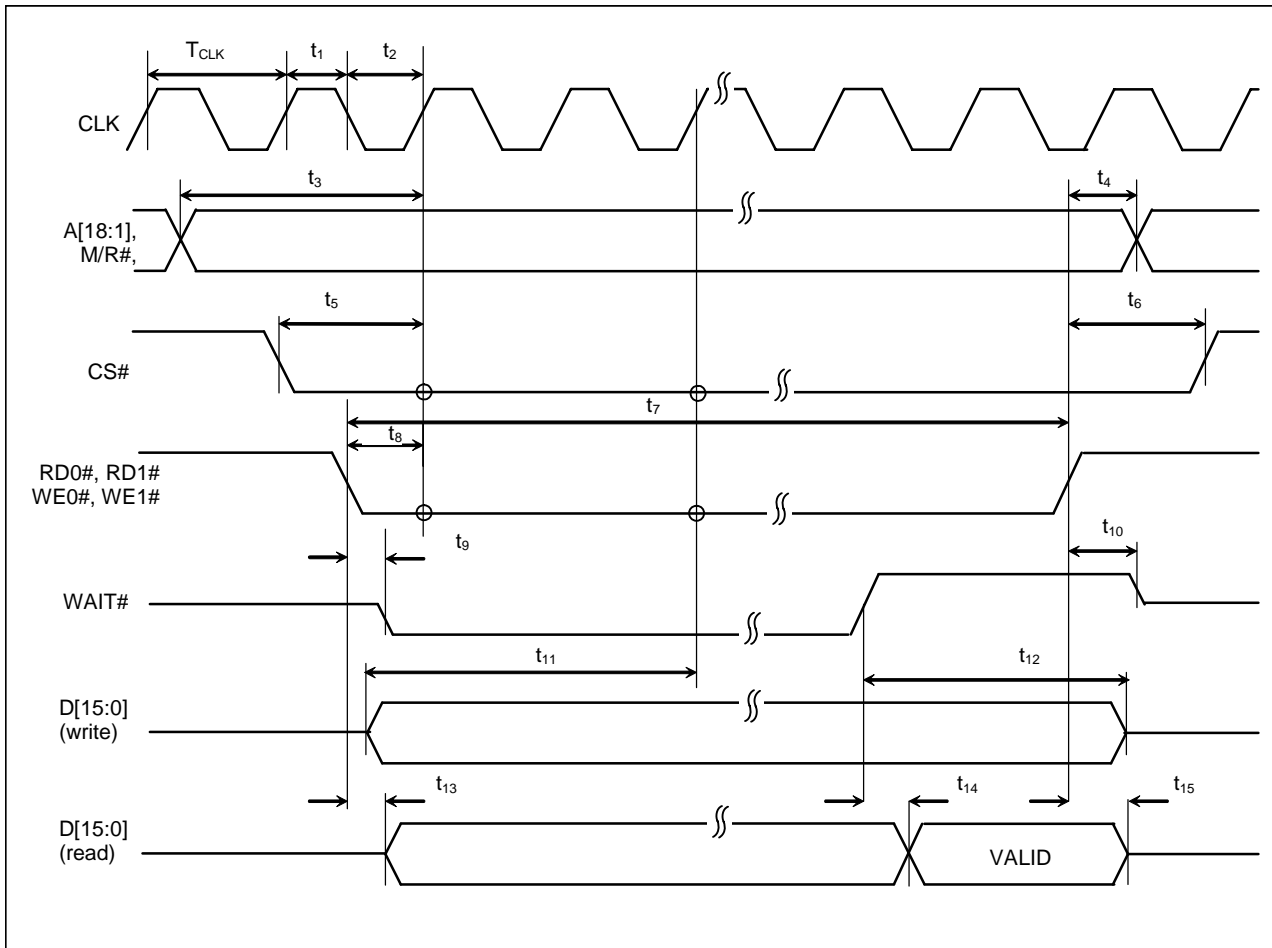 TCLK t1 t2
CLK
t3 t4
A[18:1],
M/R#,
t5 t6
CS#
t7
t8
RD0#, RD1#
WE0#, WE1#
t9 t10
WAIT#
t11 t12
D[15:0]
(write)
t13 t14 t15
D[15:0]
(read)
VALID